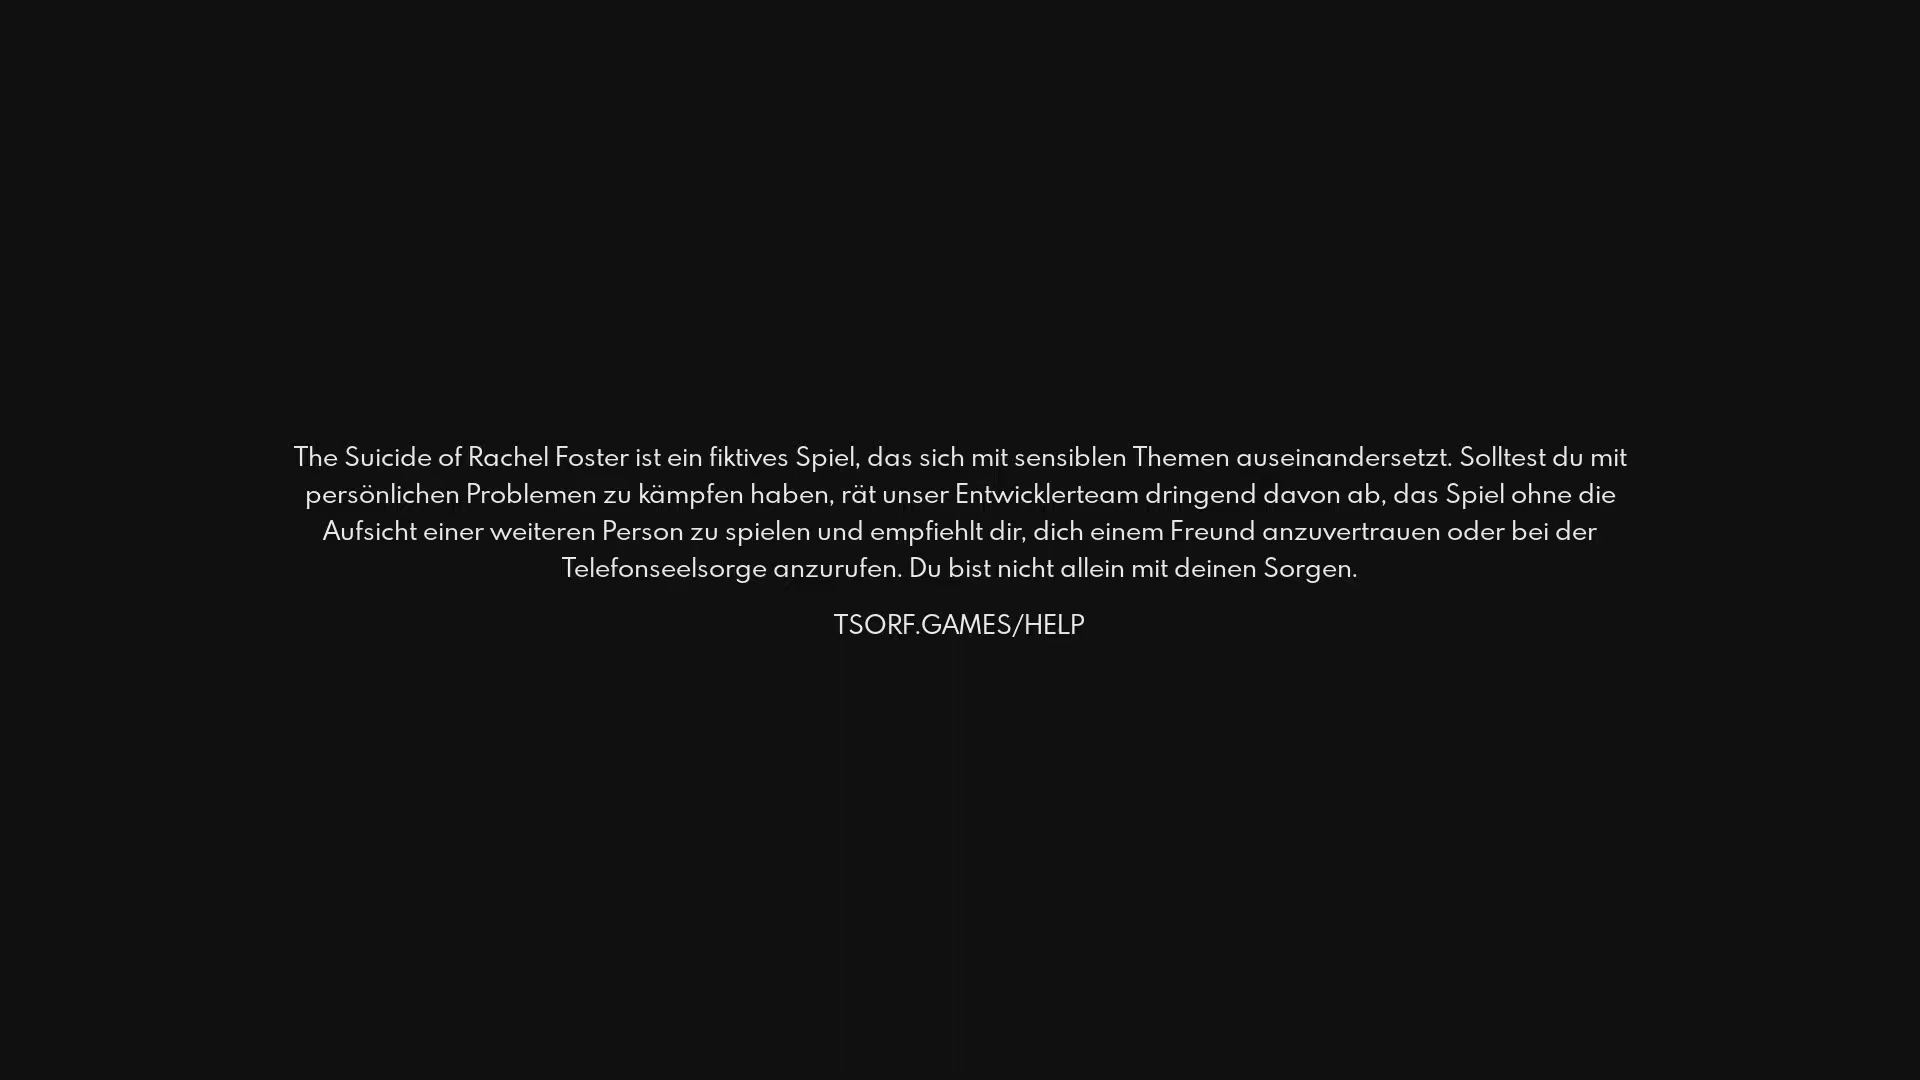 The Suicide of Rachel Foster ist ein fiktives Spiel, das sich mit sensiblen Themen auseinandersetzt. Solltest du mit
persönlichen Problemen zu kämpfen haben, rät unser Entwicklerteam dringend davon ab, das Spiel ohne die
Aufsicht einer weiteren Person zu spielen und empfiehlt dir, dich einem Freund anzuvertrauen oder bei der
Telefonseelsorge anzurufen. Du bist nicht allein mit deinen Sorgen.
TSORF.GAMES/HELP